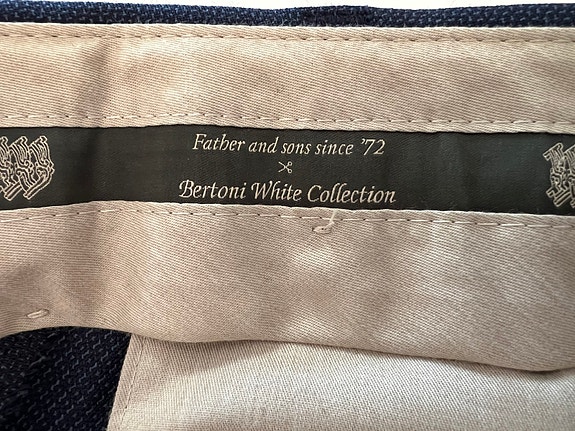 Father and sons since '72
Bertoni White Collection